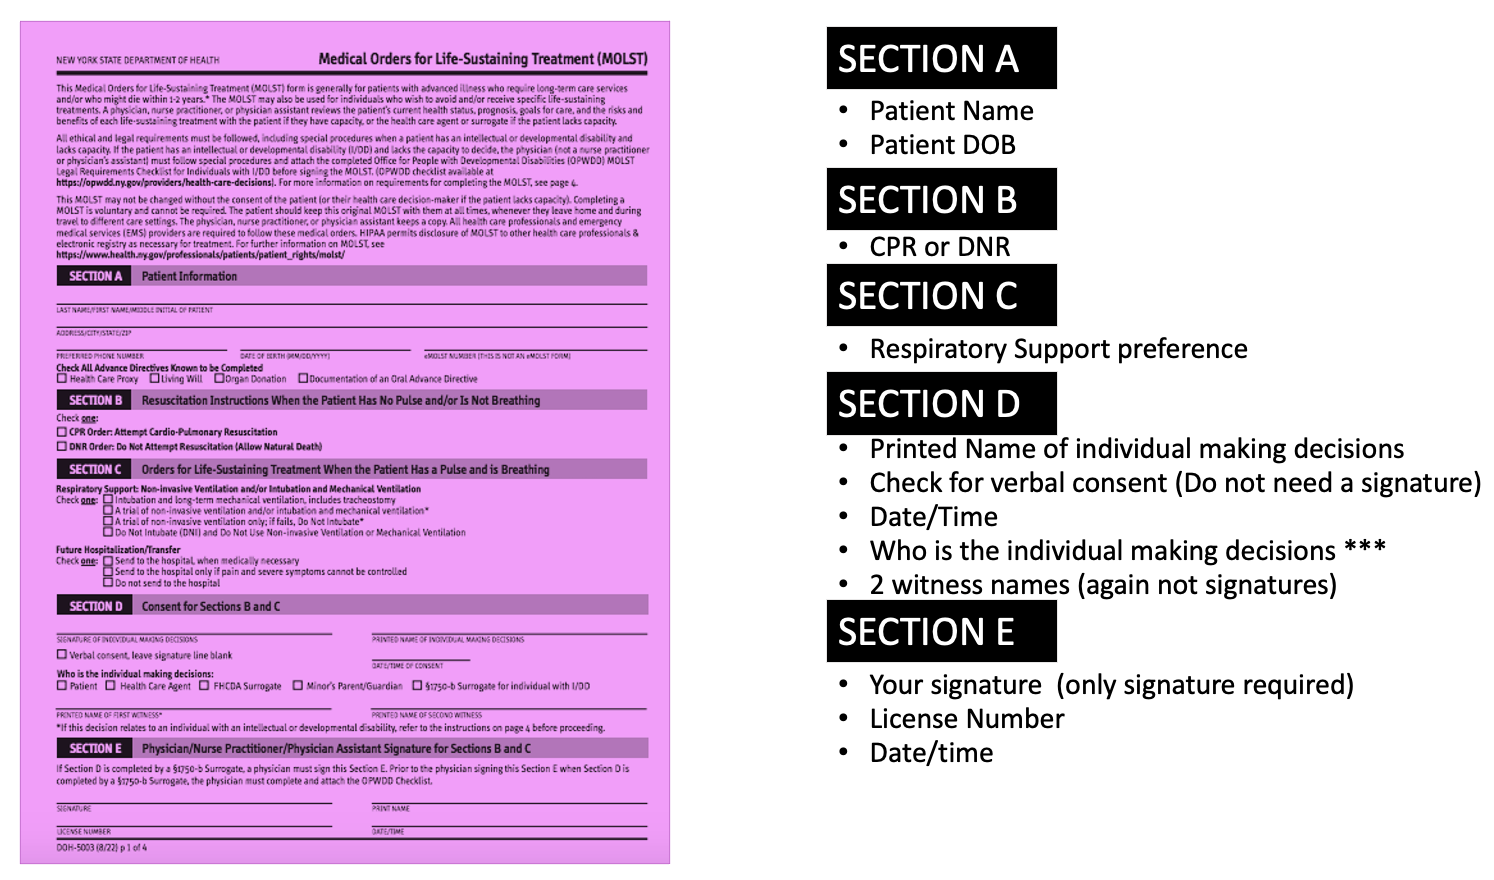 NEW YORK STATE DEPARTMENT OF HEALTH
Medical Orders for Life-Sustaining Treatment (MOLST)
This Medical Orders for Life-Sustaining Treatment (MOLST) form is generally for patients with advanced illness who require long-term care services
and/or who might die within 1-2 years.* The MOLST may also be used for individuals who wish to avoid and/or receive specific life-sustaining
treatments. A physician, nurse practitioner, or physician assistant reviews the patient's current health status, prognosis, goals for care, and the risks and
benefits of each life-sustaining treatment with the patient if they have capacity, or the health care agent or surrogate if the patient lacks capacity.
All ethical and legal requirements must be followed, including special procedures when a patient has an intellectual or developmental disability and
lacks capacity. If the patient has an intellectual or developmental disability (I/DD) and lacks the capacity to decide, the physician (not a nurse practitioner
or physician's assistant) must follow special procedures and attach the completed Office for People with Developmental Disabilities (OPWDD) MOLST
Legal Requirements Checklist for Individuals with I/DD before signing the MOLST. (OPWDD checklist available at
https://opwdd.ny.gov/providers/health-care-decisions). For more information on requirements for completing the MOLST, see page 4.
This MOLST may not be changed without the consent of the patient (or their health care decision-maker if the patient lacks capacity). Completing a
MOLST is voluntary and cannot be required. The patient should keep this original MOLST with them at all times, whenever they leave home and during
travel to different care settings. The physician, nurse practitioner, or physician assistant keeps a copy. All health care professionals and emergency
medical services (EMS) providers are required to follow these medical orders. HIPAA permits disclosure of MOLST to other health care professionals &
electronic registry as necessary for treatment. For further information on MOLST, see
https://www.health.ny.gov/professionals/patients/patient_rights/molst/
SECTION A Patient Information
LAST NAME/FIRST NAME/MIDDLE INITIAL OF PATIENT
ADDRESS/CITY/STATE/ZIP
PREFERRED PHONE NUMBER DATE OF BIRTH (MM/DD/YYYY) eMOLST NUMBER (THIS IS NOT AN eMOLST FORM)
Check All Advance Directives Known to be Completed
Health Care Proxy Living Will Organ Donation Documentation of an Oral Advance Directive
SECTION B Resuscitation Instructions When the Patient Has No Pulse and/or Is Not Breathing
Check one:
CPR Order: Attempt Cardio-Pulmonary Resuscitation
DNR Order: Do Not Attempt Resuscitation (Allow Natural Death)
SECTION C Orders for Life-Sustaining Treatment When the Patient Has a Pulse and is Breathing
Respiratory Support: Non-invasive Ventilation and/or Intubation and Mechanical Ventilation
Check one: Intubation and long-term mechanical ventilation, includes tracheostomy
A trial of non-invasive ventilation and/or intubation and mechanical ventilation*
A trial of non-invasive ventilation only; if fails, Do Not Intubate*
Do Not Intubate (DNI) and Do Not Use Non-invasive Ventilation or Mechanical Ventilation
Future Hospitalization/Transfer
Check one: Send to the hospital, when medically necessary
Send to the hospital only if pain and severe symptoms cannot be controlled
Do not send to the hospital
SECTION D Consent for Sections B and C
SIGNATURE OF INDIVIDUAL MAKING DECISIONS PRINTED NAME OF INDIVIDUAL MAKING DECISIONS
Verbal consent, leave signature line blank
DATE/TIME OF CONSENT
Who is the individual making decisions:
Patient Health Care Agent FHCDA Surrogate Minor's Parent/Guardian §1750-b Surrogate for individual with I/DD
PRINTED NAME OF FIRST WITNESS* PRINTED NAME OF SECOND WITNESS
*If this decision relates to an individual with an intellectual or developmental disability, refer to the instructions on page 4 before proceeding.
SECTION E Physician/Nurse Practitioner/Physician Assistant Signature for Sections B and C
If Section D is completed by a §1750-b Surrogate, a physician must sign this Section E. Prior to the physician signing this Section E when Section D is
completed by a §1750-b Surrogate, the physician must complete and attach the OPWDD Checklist.
SIGNATURE PRINT NAME
LICENSE NUMBER DATE/TIME
DOH-5003 (8/22) p 1 of 4
SECTION A
• Patient Name
• Patient DOB
SECTION B
• CPR or DNR
SECTION C
• Respiratory Support preference
SECTION D
• Printed Name of individual making decisions
• Check for verbal consent (Do not need a signature)
• Date/Time
• Who is the individual making decisions ***
• 2 witness names (again not signatures)
SECTION E
• Your signature (only signature required)
• License Number
• Date/time